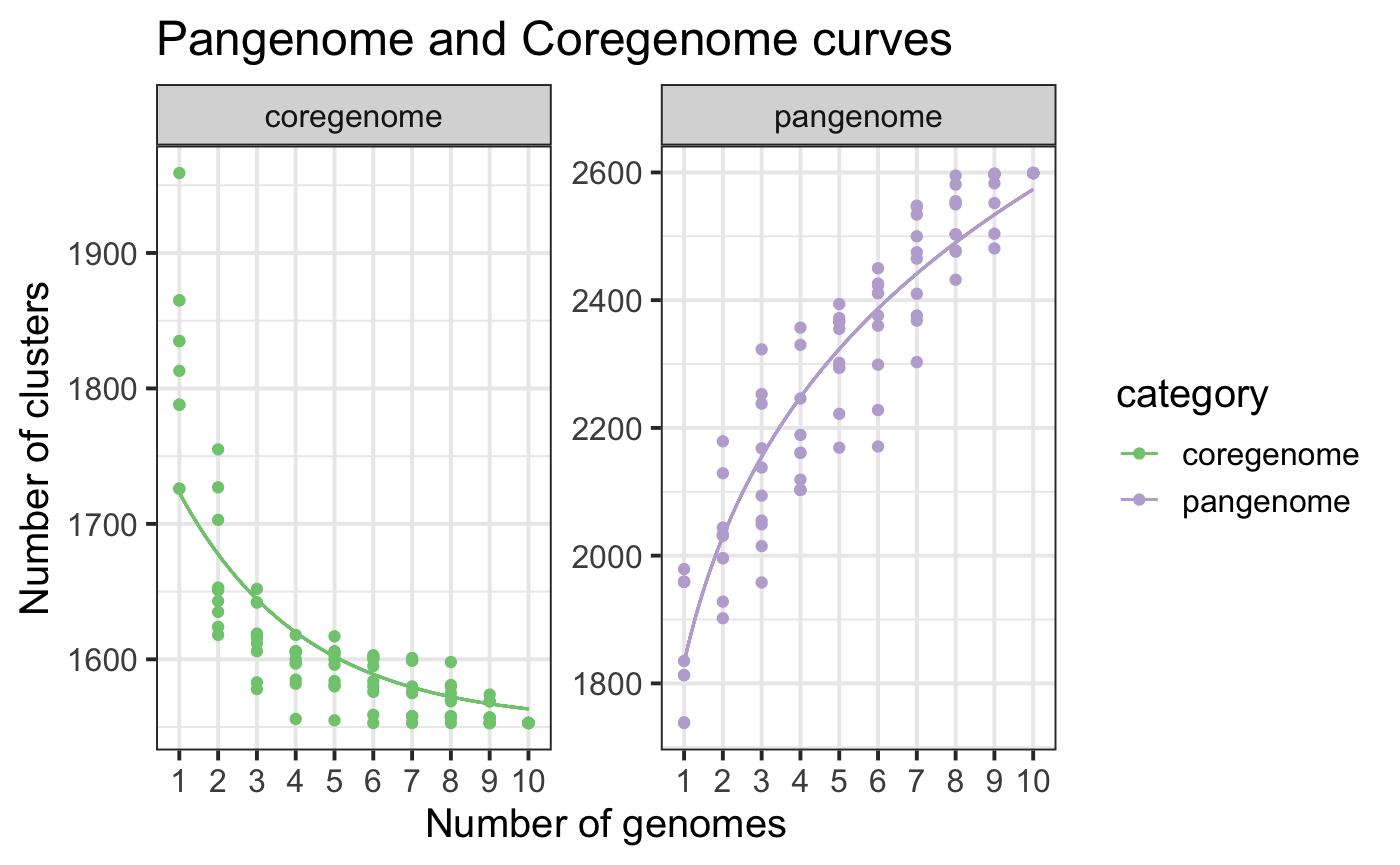 Pangenome and Coregenome curves
coregenome
pangenome
Number of clusters
1900
1800
1700
1600
2600
2400
2200
2000
1800
1 2 3 4 5 6 7 8 9 10
1 2 3 4 5 6 7 8 9 10
Number of genomes
category
coregenome
pangenome